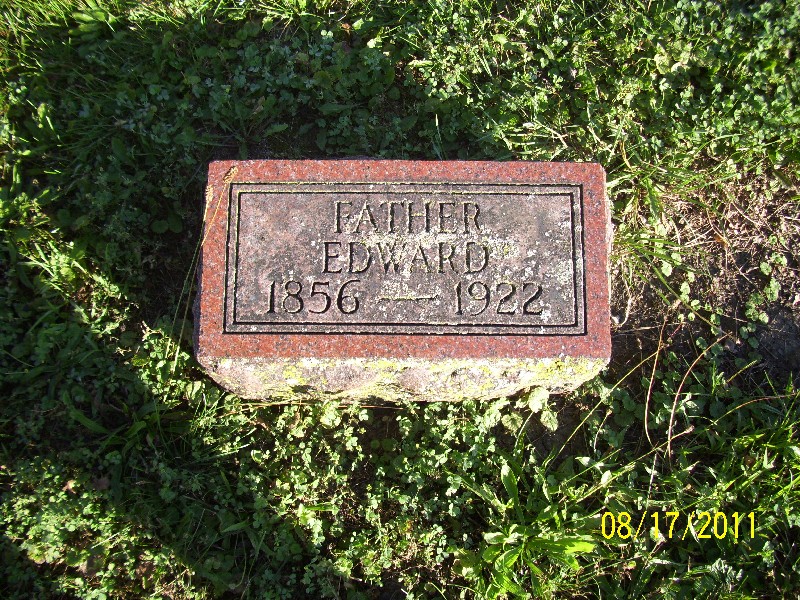 FATHER
EDWARD
1856 — 1922
08/17/2011